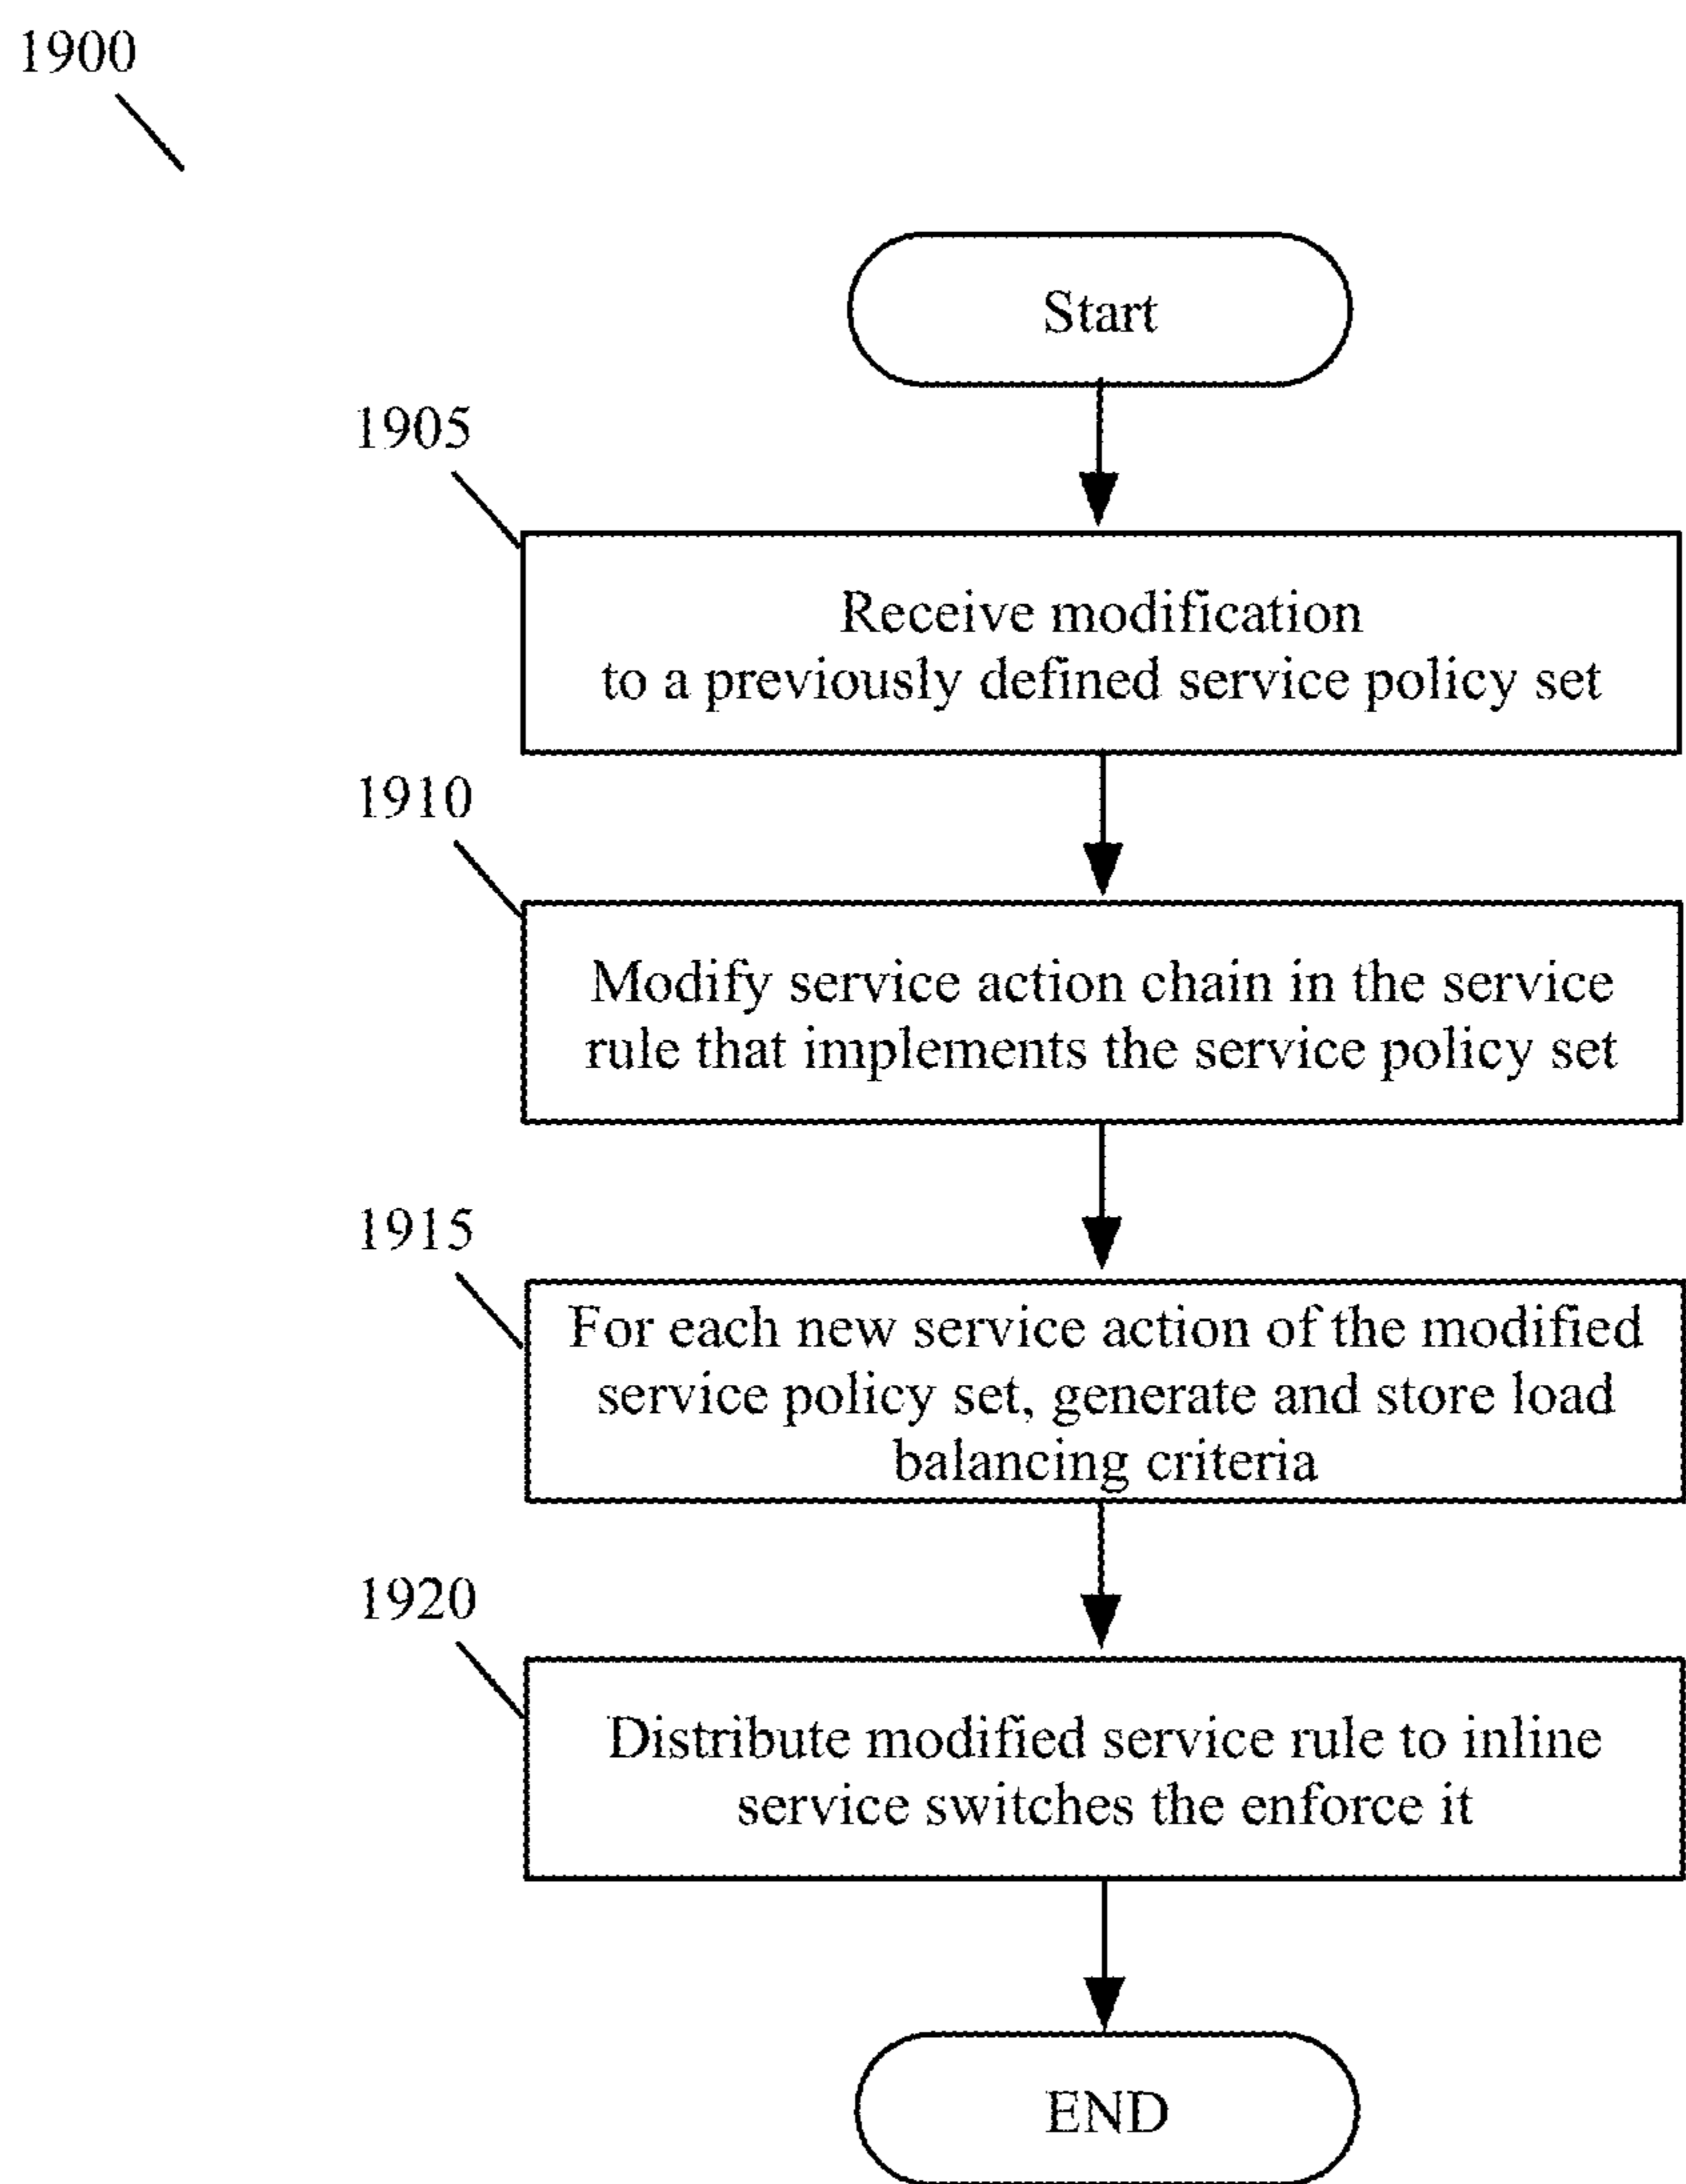 1900
Start
1905
Receive modification
to a previously defined service policy set
1910
Modify service action chain in the service
rule that implements the service policy set
1915
For each new service action of the modified
service policy set, generate and store load
balancing criteria
1920
Distribute modified service rule to inline
service switches the enforce it
END